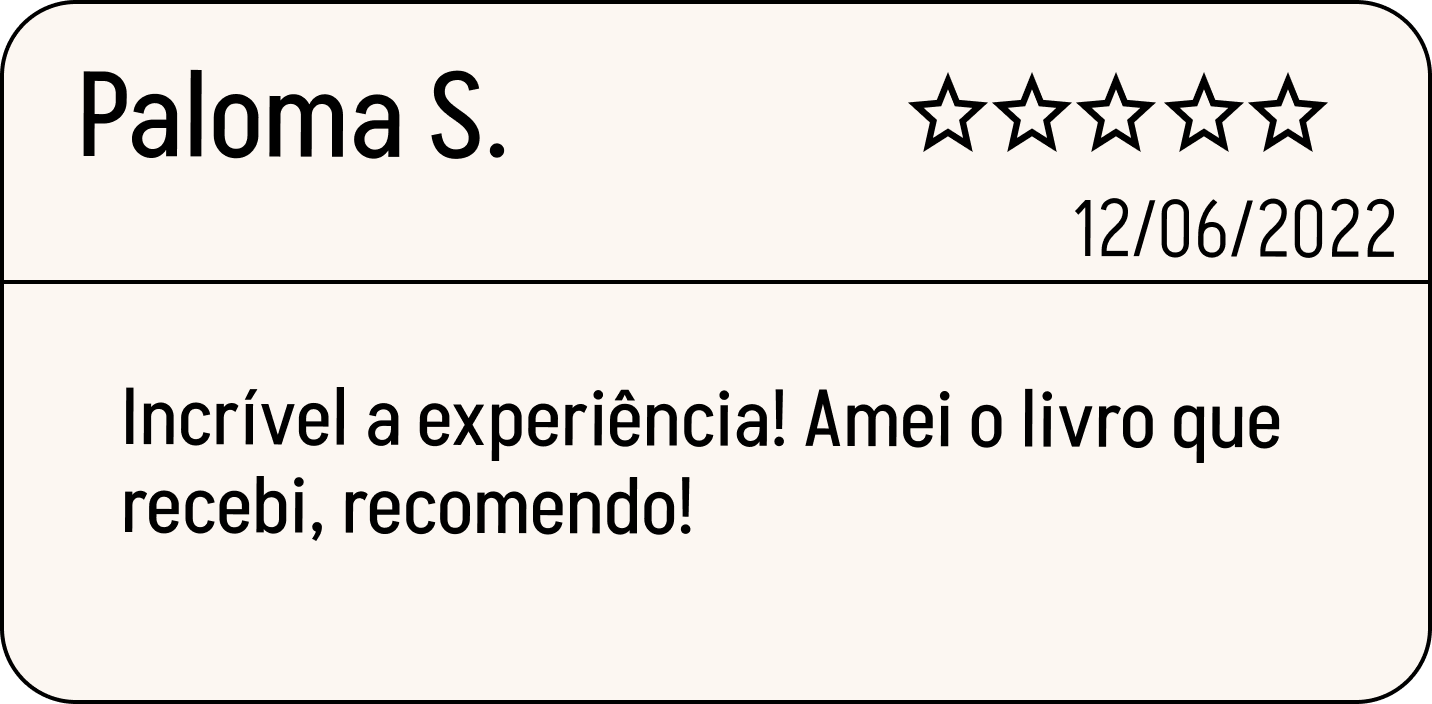 Paloma S.
12/06/2022
Incrível a experiência! Amei o livro que
recebi, recomendo!